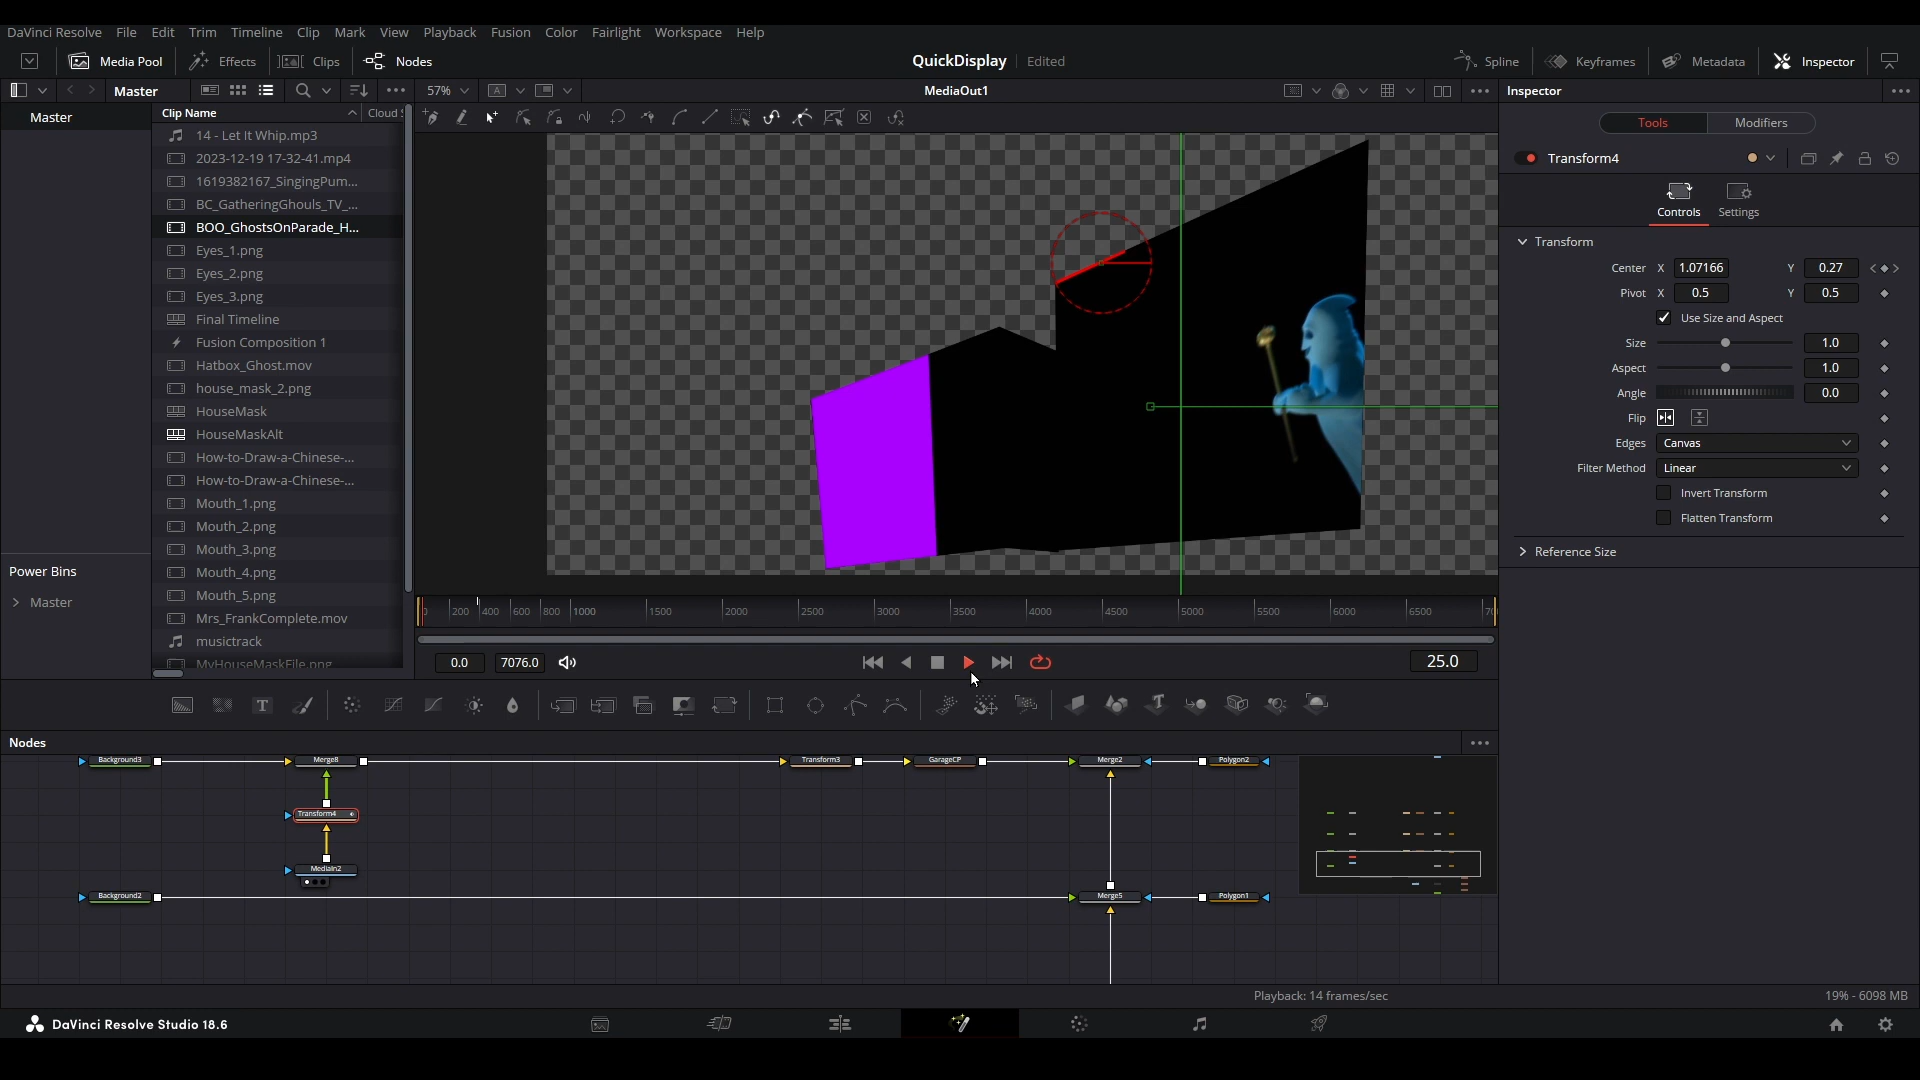 DaVinci Resolve File Edit Trim Timeline Clip Mark View Playback Fusion Color Fairlight Workspace Help
Media Pool Effects Clips Nodes QuickDisplay Edited Spline Keyframes Metadata Inspector
Master 57% A MediaOut1 Inspector
Master
Clip Name Cloud
14 - Let It Whip.mp3
2023-12-19 17-32-41.mp4
1619382167_SingingPum...
BC_GatheringGhouls_TV_...
BOO_GhostsOnParade_H...
Eyes_1.png
Eyes_2.png
Eyes_3.png
Final Timeline
Fusion Composition 1
Hatbox_Ghost.mov
house_mask_2.png
HouseMask
HouseMaskAlt
How-to-Draw-a-Chinese-...
How-to-Draw-a-Chinese-...
Mouth_1.png
Mouth_2.png
Mouth_3.png
Mouth_4.png
Mouth_5.png
Mrs_FrankComplete.mov
musictrack
MyHouseMaskFile.png
Power Bins
Master
Tools Modifiers
Transform4
Controls Settings
Transform
Center X 1.07166 Y 0.27
Pivot X 0.5 Y 0.5
Use Size and Aspect
Size 1.0
Aspect 1.0
Angle 0.0
Flip
Edges Canvas
Filter Method Linear
Invert Transform
Flatten Transform
Reference Size
200 400 600 800 1000 1500 2000 2500 3000 3500 4000 4500 5000 5500 6000 6500
0.0 7076.0 25.0
T T
Nodes
Background3 Merge8 Transform3 GarageCP Merge2 Polygon2
Transform4
MediaIn2
Background2 Merge5 Polygon1
Playback: 14 frames/sec 19% - 6098 MB
DaVinci Resolve Studio 18.6